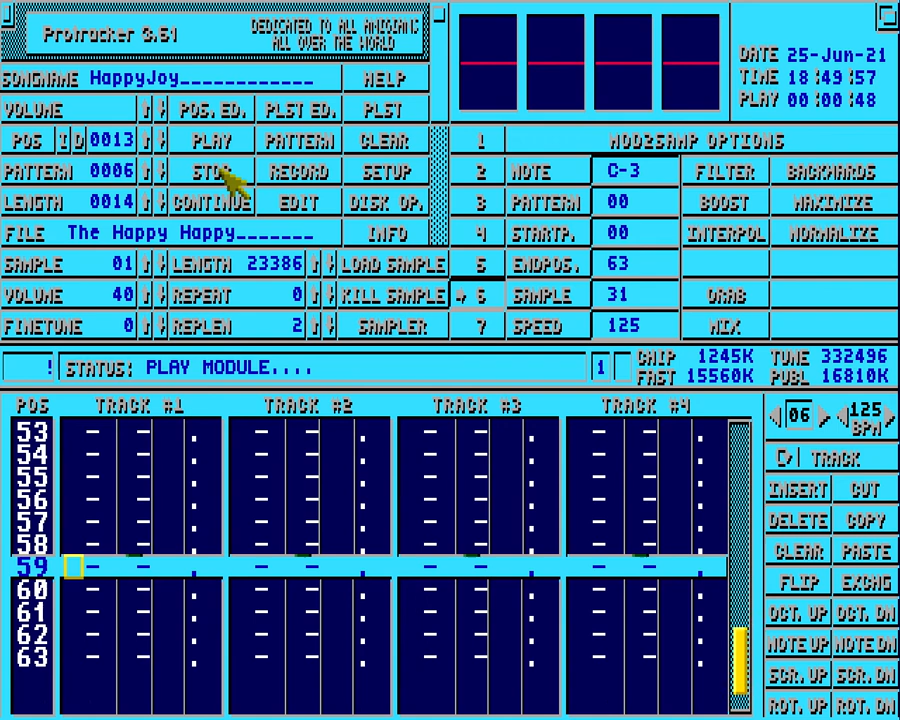 Protracker 3.61
DEDICATED TO ALL AMIGIANS
ALL OVER THE WORLD
DATE 25-Jun-21
TIME 18:49:57
PLAY 00:00:48
SONGNAME HappyJoy____________ HELP
VOLUME POS. ED. PLST ED. PLST
POS I D 0013 PLAY PATTERN CLEAR 1 MOD2SAMP OPTIONS
PATTERN 0006 STOP RECORD SETUP 2 NOTE C-3 FILTER BACKWARDS
LENGTH 0014 CONTINUE EDIT DISK OP. 3 PATTERN 00 BOOST MAXIMIZE
FILE The Happy Happy_______ INFO 4 STARTP. 00 INTERPOL NORMALIZE
SAMPLE 01 LENGTH 23386 LOAD SAMPLE 5 ENDPOS. 63
VOLUME 40 REPEAT 0 KILL SAMPLE 6 SAMPLE 31 GRAB
FINETUNE 0 REPLEN 2 SAMPLER 7 SPEED 125 MIX
! STATUS: PLAY MODULE.... 1 CHIP 1245K TUNE 332496
FAST 15560K PUBL 16810K
POS TRACK #1 TRACK #2 TRACK #3 TRACK #4 06 125
BPM
53 – – . – – . – – . – – .
54 – – . – – . – – . – – .
55 – – . – – . – – . – – .
56 – – . – – . – – . – – .
57 – – . – – . – – . – – .
58 – – . – – . – – . – – .
59 – – . – – . – – . – – .
60 – – . – – . – – . – – .
61 – – . – – . – – . – – .
62 – – . – – . – – . – – .
63 – – . – – . – – . – – .
TRACK
INSERT CUT
DELETE COPY
CLEAR PASTE
FLIP EXCHG
OCT. UP OCT. DN
NOTE UP NOTE DN
SCR. UP SCR. DN
ROT. UP ROT. DN